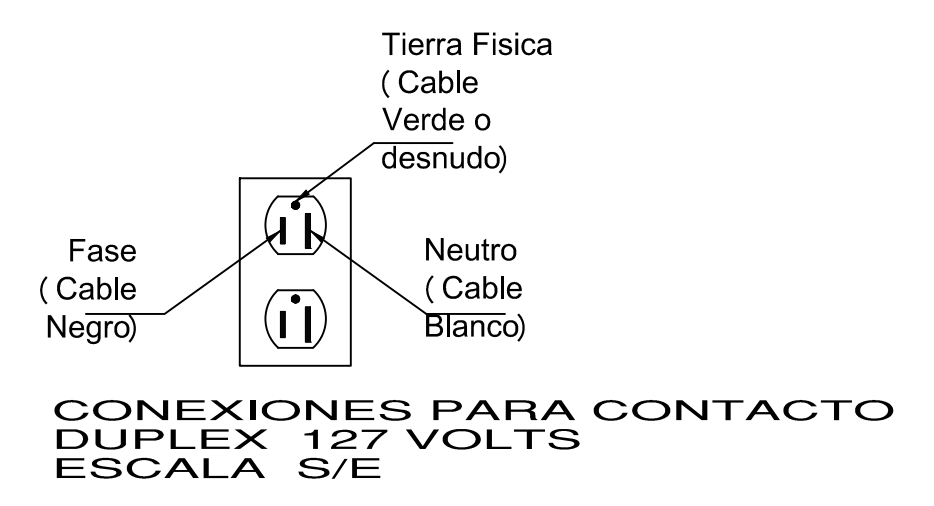 Tierra Fisica
( Cable
Verde o
desnudo)
Fase
( Cable
Negro)
Neutro
( Cable
Blanco)
CONEXIONES PARA CONTACTO
DUPLEX 127 VOLTS
ESCALA S/E